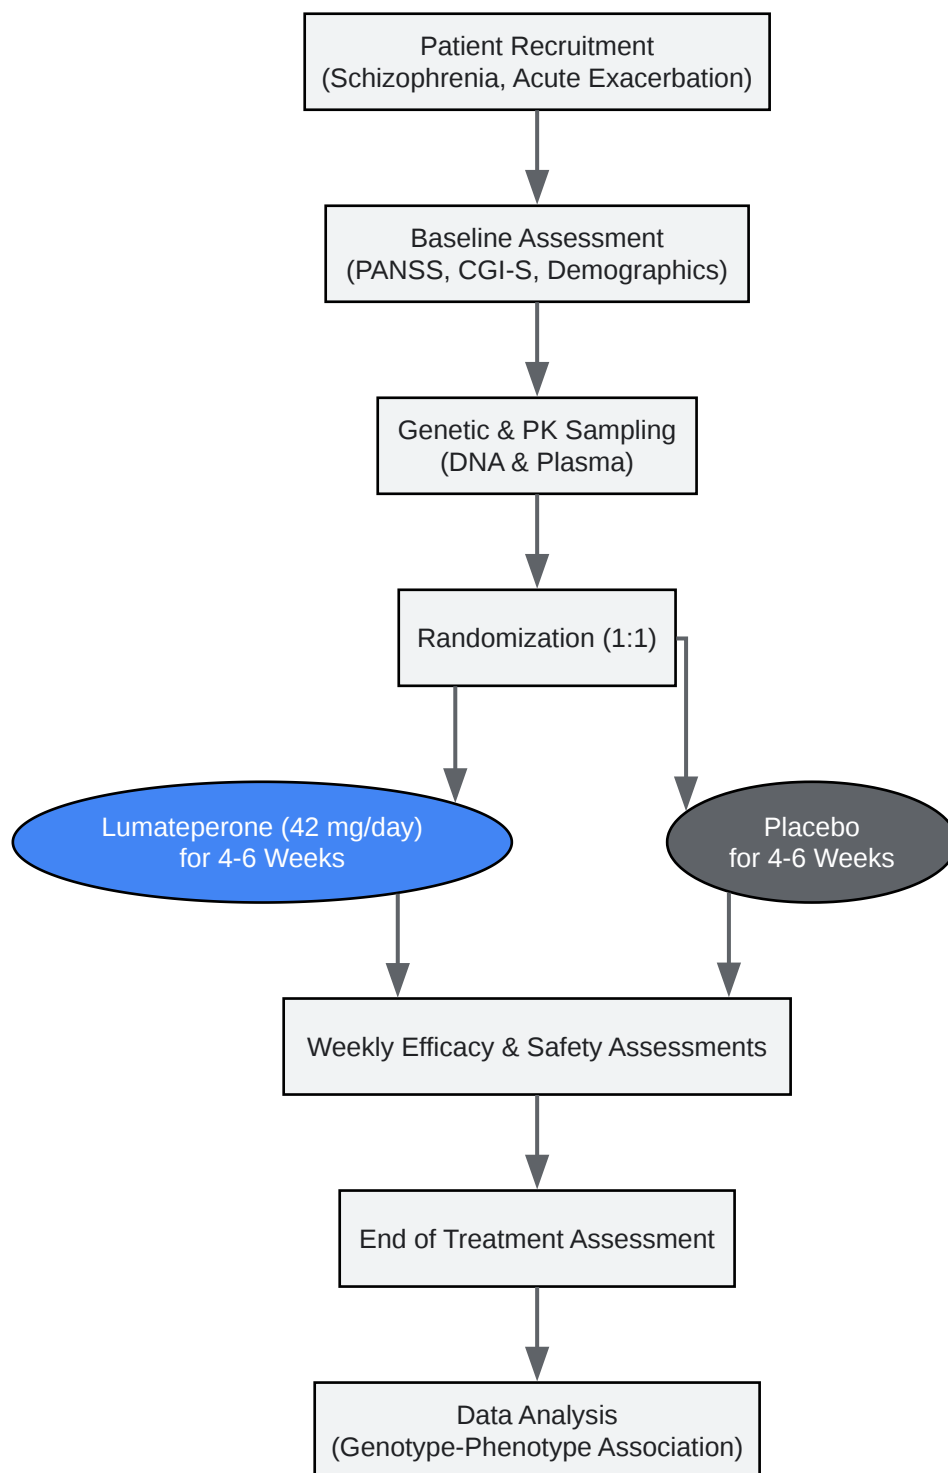 Patient Recruitment
(Schizophrenia, Acute Exacerbation)
Baseline Assessment
(PANSS, CGI-S, Demographics)
Genetic & PK Sampling
(DNA & Plasma)
Randomization (1:1)
Lumateperone (42 mg/day)
for 4-6 Weeks
Placebo
for 4-6 Weeks
Weekly Efficacy & Safety Assessments
End of Treatment Assessment
Data Analysis
(Genotype-Phenotype Association)